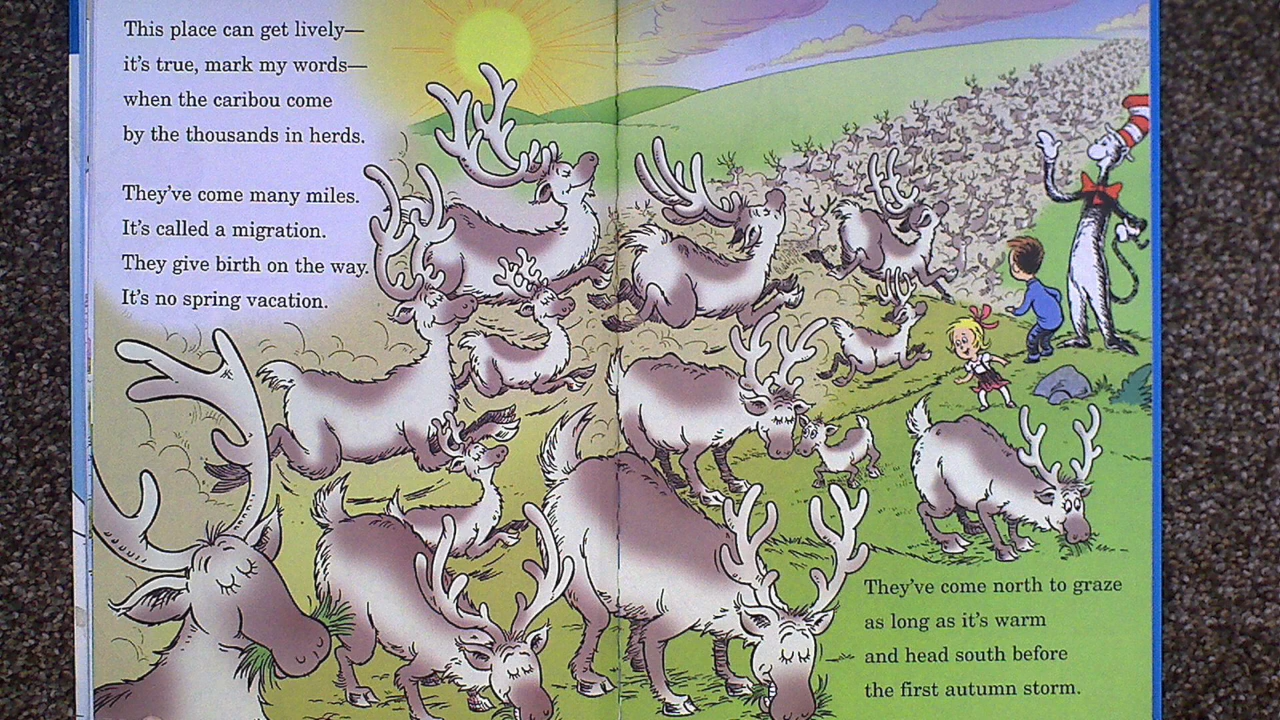 This place can get lively—
it's true, mark my words—
when the caribou come
by the thousands in herds.
They've come many miles.
It's called a migration.
They give birth on the way.
It's no spring vacation.
They've come north to graze
as long as it's warm
and head south before
the first autumn storm.